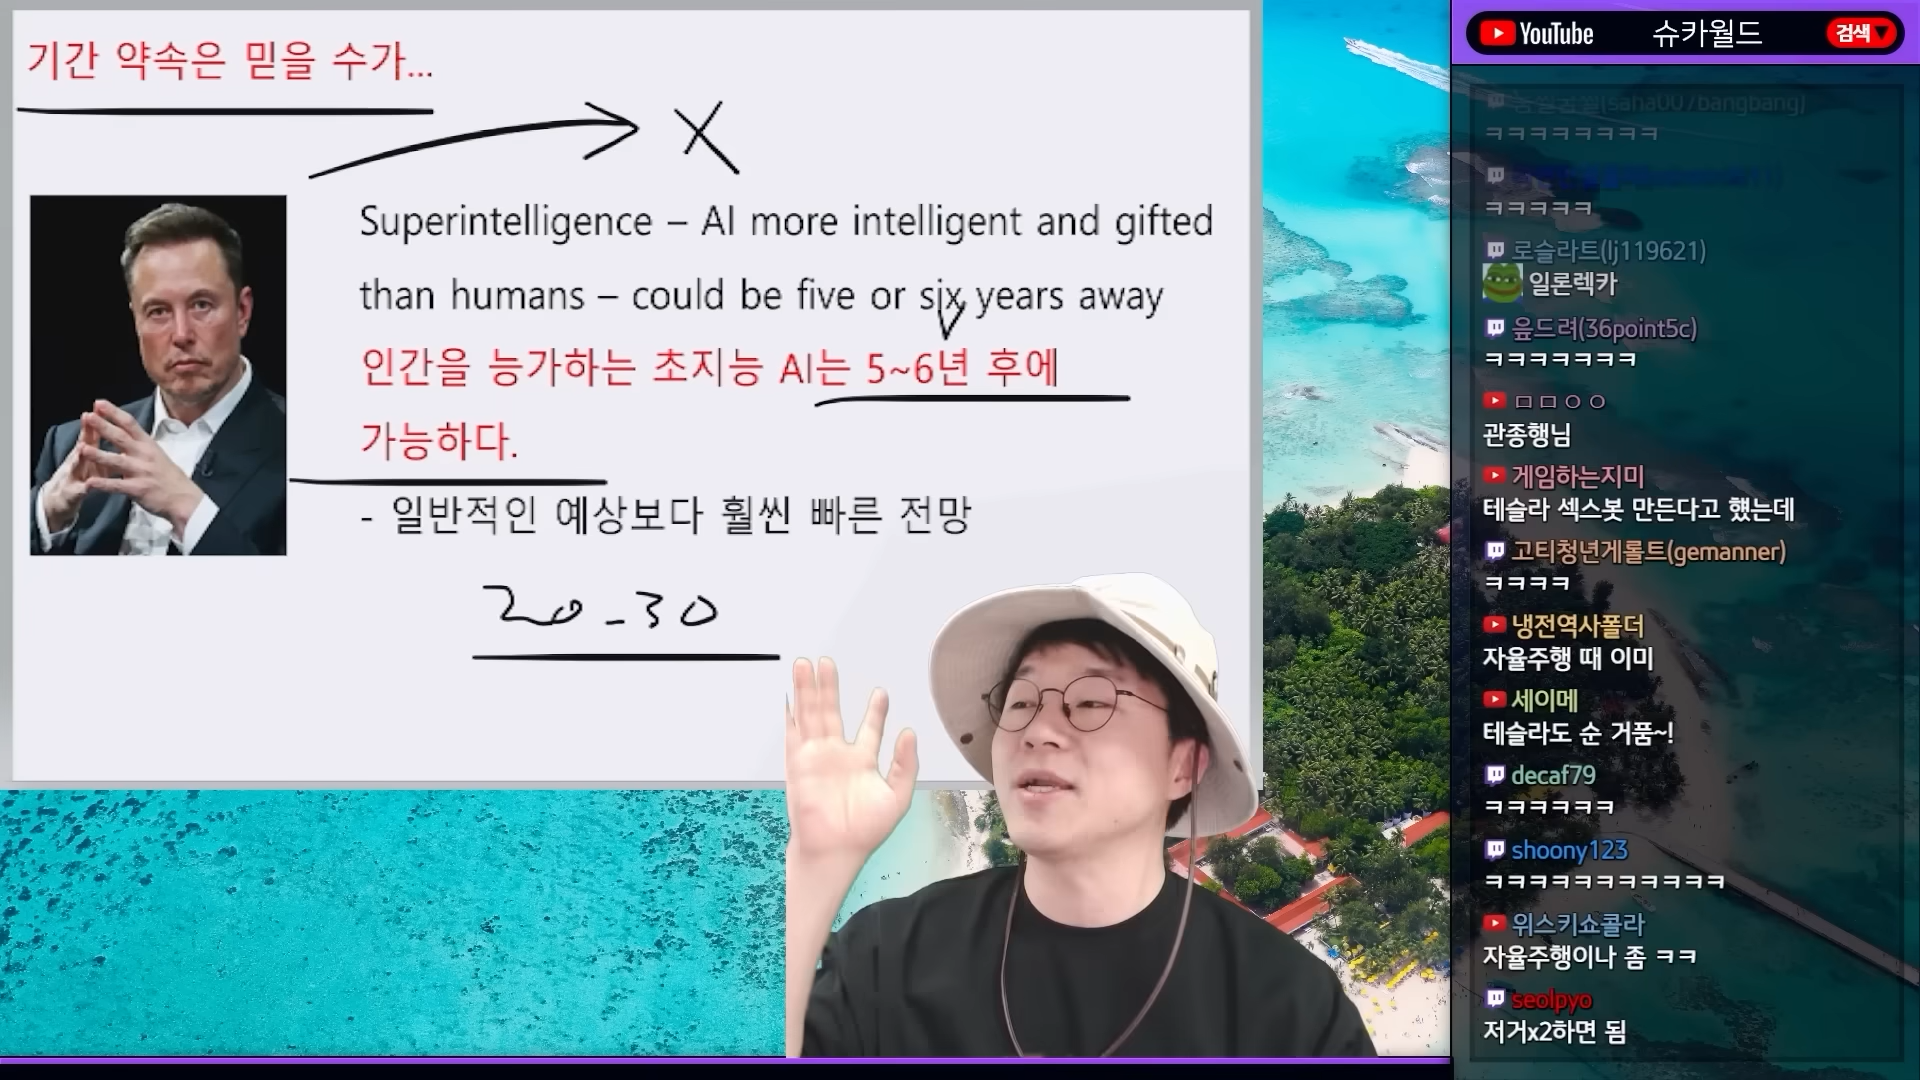 기간 약속은 믿을 수가...
X
Superintelligence – AI more intelligent and gifted
than humans – could be five or six years away
인간을 능가하는 초지능 AI는 5~6년 후에
가능하다.
- 일반적인 예상보다 훨씬 빠른 전망
20-30
YouTube 슈카월드 검색
(saha007bangbang)
ㅋㅋㅋㅋㅋㅋㅋㅋ
ㅋㅋㅋㅋㅋ
로슬라트(lj119621)
일론렉카
읖드려(36point5c)
ㅋㅋㅋㅋㅋㅋㅋ
ㅁㅁㅇㅇ
관종행님
게임하는지미
테슬라 섹스봇 만든다고 했는데
고티청년게롤트(gemanner)
ㅋㅋㅋㅋ
냉전역사폴더
자율주행 때 이미
세이메
테슬라도 순 거품~!
decaf79
ㅋㅋㅋㅋㅋㅋ
shoony123
ㅋㅋㅋㅋㅋㅋㅋㅋㅋㅋㅋ
위스키쇼콜라
자율주행이나 좀 ㅋㅋ
seolpyo
저거x2하면 됨